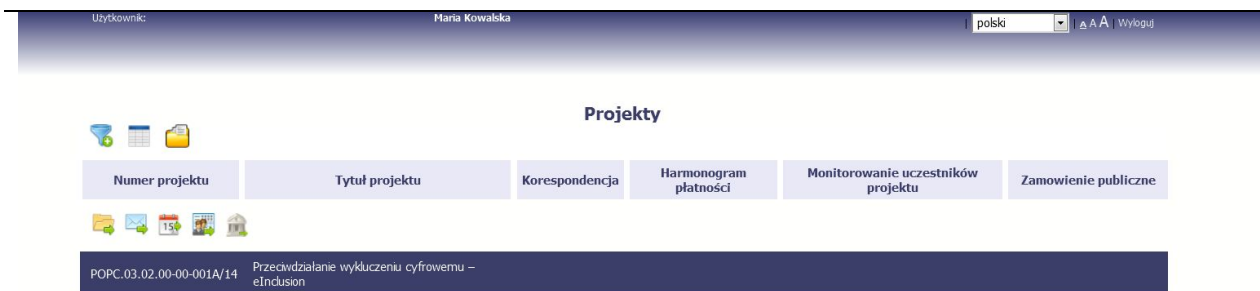 Użytkownik: Maria Kowalska | polski | A A A | Wyloguj
Projekty
Numer projektu Tytuł projektu Korespondencja Harmonogram płatności Monitorowanie uczestników projektu Zamowienie publiczne
15
POPC.03.02.00-00-001A/14 Przeciwdziałanie wykluczeniu cyfrowemu –
eInclusion